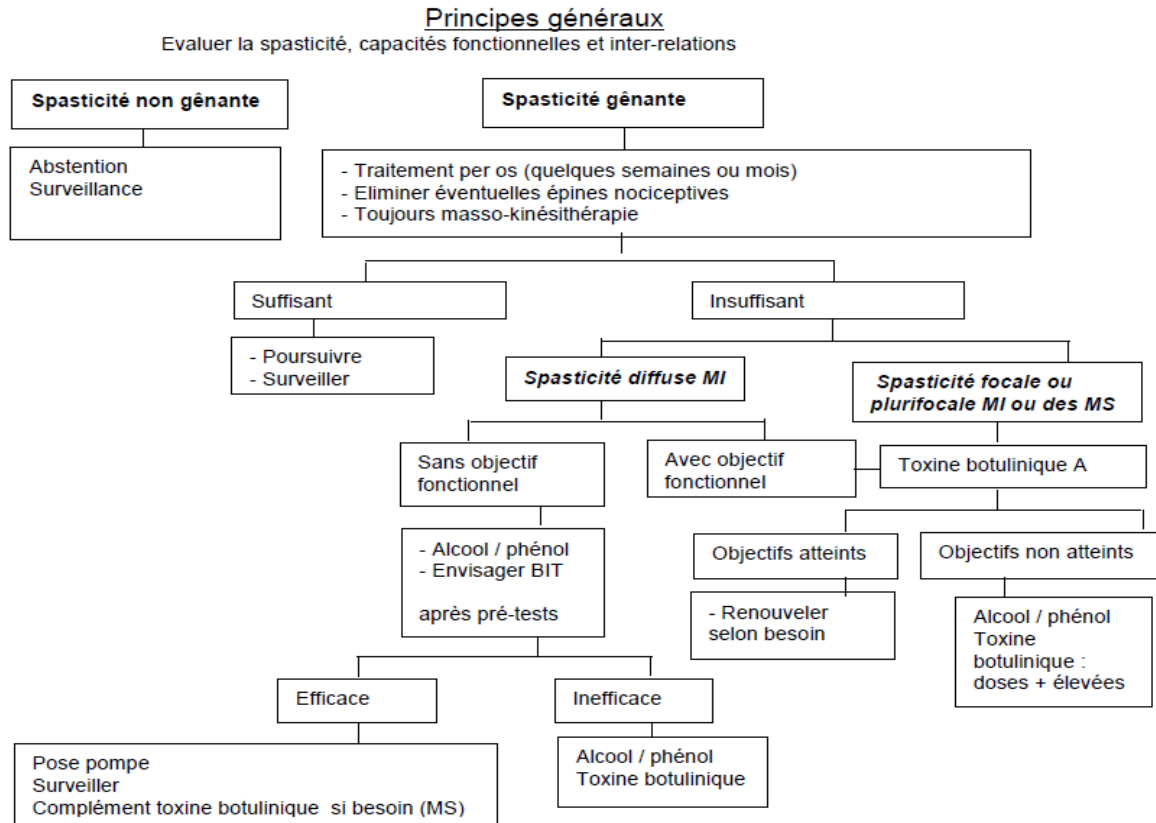 Principes généraux
Evaluer la spasticité, capacités fonctionnelles et inter-relations
Spasticité non gênante
Spasticité gênante
Abstention
Surveillance
- Traitement per os (quelques semaines ou mois)
- Eliminer éventuelles épines nociceptives
- Toujours masso-kinésithérapie
Suffisant
Insuffisant
- Poursuivre
- Surveiller
Spasticité diffuse MI
Spasticité focale ou
plurifocale MI ou des MS
Sans objectif
fonctionnel
Avec objectif
fonctionnel
Toxine botulinique A
- Alcool / phénol
- Envisager BIT
après pré-tests
Objectifs atteints
Objectifs non atteints
- Renouveler
selon besoin
Alcool / phénol
Toxine
botulinique :
doses + élevées
Efficace
Inefficace
Pose pompe
Surveiller
Complément toxine botulinique si besoin (MS)
Alcool / phénol
Toxine botulinique